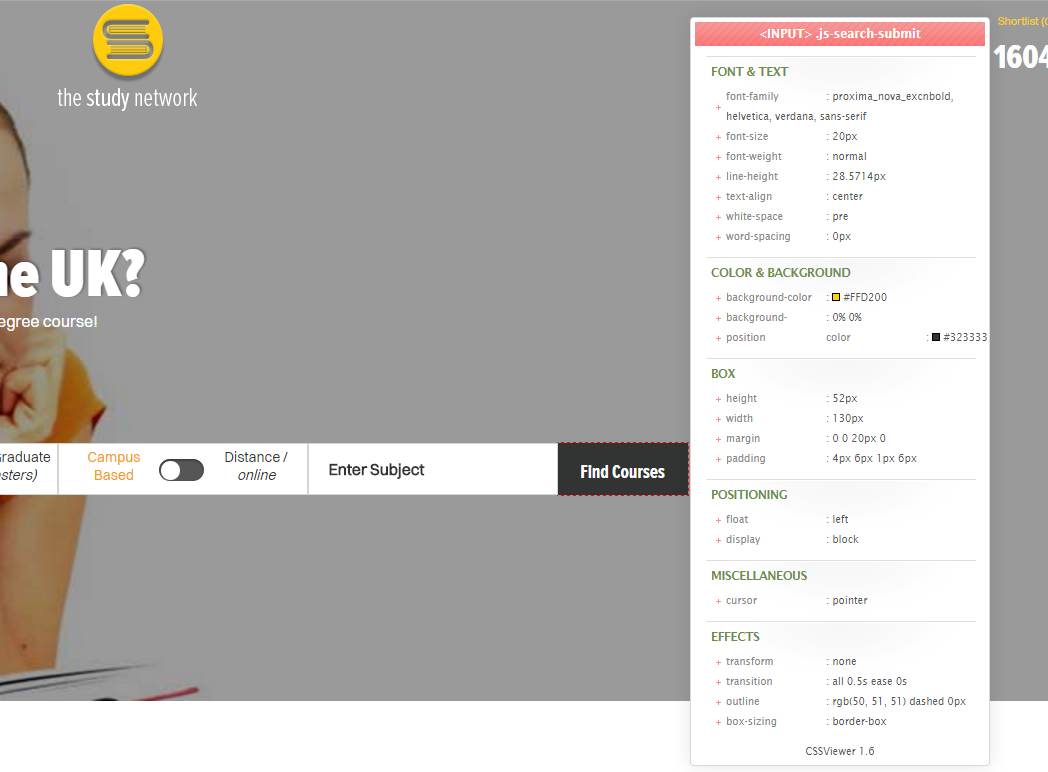 the study network
ne UK?
egree course!
Graduate
asters)
Campus
Based
Distance /
online
Enter Subject
Find Courses
<INPUT> .js-search-submit
FONT & TEXT
font-family : proxima_nova_excnbold,
helvetica, verdana, sans-serif
font-size : 20px
font-weight : normal
line-height : 28.5714px
text-align : center
white-space : pre
word-spacing : 0px
COLOR & BACKGROUND
background-color : #FFD200
background- : 0% 0%
position color : #323333
BOX
height : 52px
width : 130px
margin : 0 0 20px 0
padding : 4px 6px 1px 6px
POSITIONING
float : left
display : block
MISCELLANEOUS
cursor : pointer
EFFECTS
transform : none
transition : all 0.5s ease 0s
outline : rgb(50, 51, 51) dashed 0px
box-sizing : border-box
CSSViewer 1.6
Shortlist (
1604